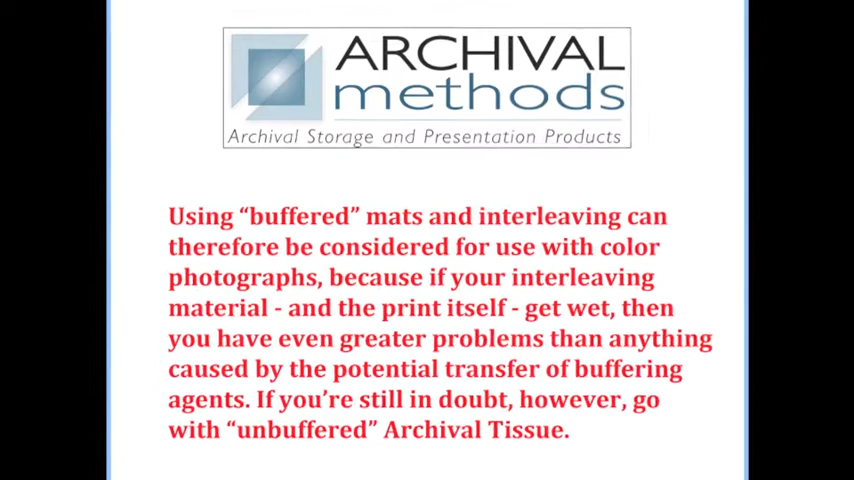 ARCHIVAL
methods
Archival Storage and Presentation Products
Using “buffered” mats and interleaving can
therefore be considered for use with color
photographs, because if your interleaving
material - and the print itself - get wet, then
you have even greater problems than anything
caused by the potential transfer of buffering
agents. If you’re still in doubt, however, go
with “unbuffered” Archival Tissue.